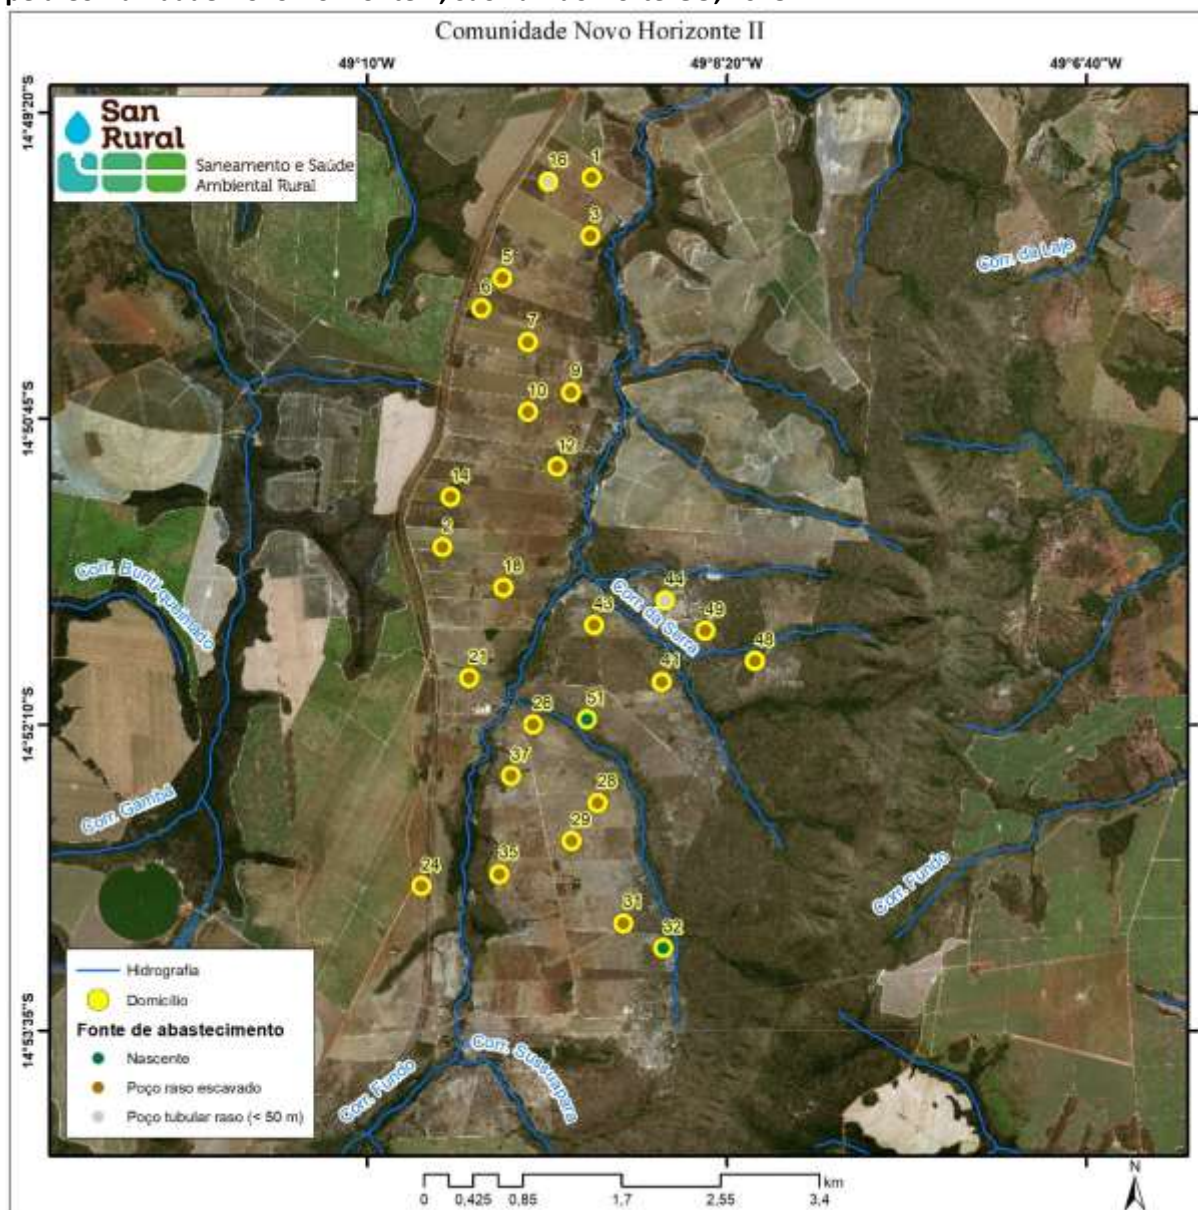 Comunidade Novo Horizonte II
49°10'W 49°8'20"W 49°6'40"W
14°49'20"S
14°50'45"S
14°52'10"S
14°53'35"S
San
Rural
Saneamento e Saúde
Ambiental Rural
16
1
3
5
6
7
9
10
12
14
2
18
44
43
49
48
41
21
51
26
37
28
29
35
24
31
32
Corr. da Laje
Corr. Buriti-queimado
Corr. da Serra
Corr. Gambá
Corr. Fundo
Corr. Sussuapara
Corr. Fundo
Hidrografia
Domicílio
Fonte de abastecimento
Nascente
Poço raso escavado
Poço tubular raso (< 50 m)
0 0,425 0,85 1,7 2,55 3,4 km
N